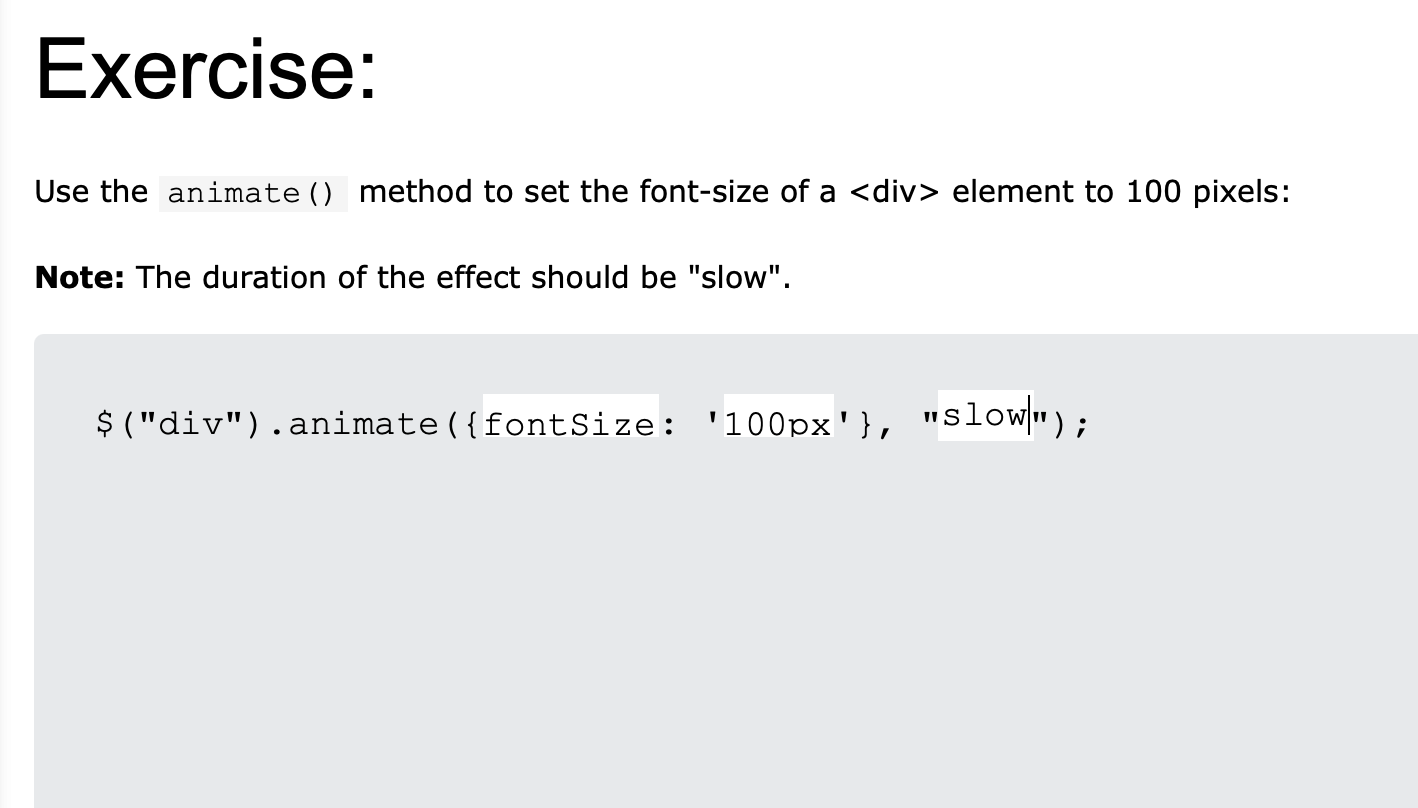 Exercise:
Use the animate() method to set the font-size of a <div> element to 100 pixels:
Note: The duration of the effect should be "slow".
$("div").animate({fontSize: '100px'}, "slow");